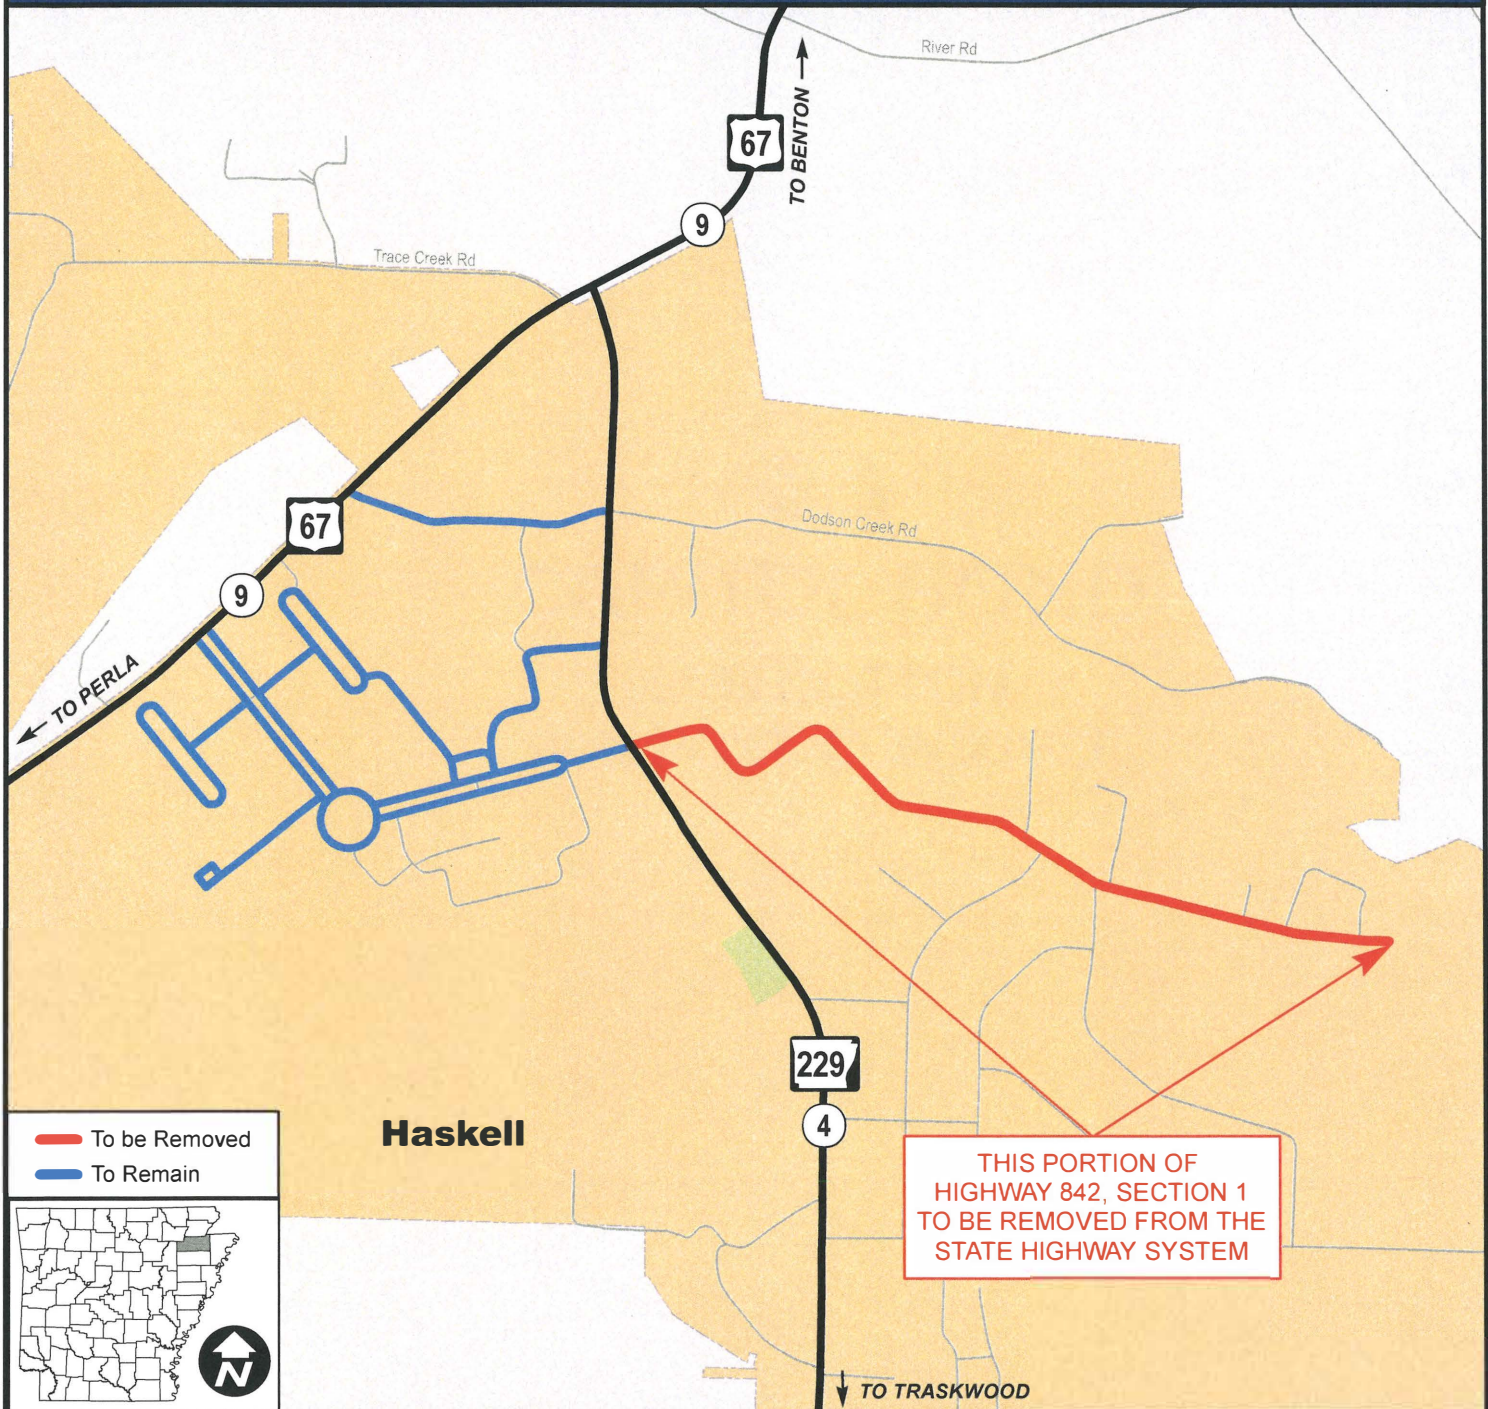 River Rd
67
TO BENTON
9
Trace Creek Rd
67
Dodson Creek Rd
9
TO PERLA
229
4
Haskell
To be Removed
To Remain
THIS PORTION OF
HIGHWAY 842, SECTION 1
TO BE REMOVED FROM THE
STATE HIGHWAY SYSTEM
N
TO TRASKWOOD